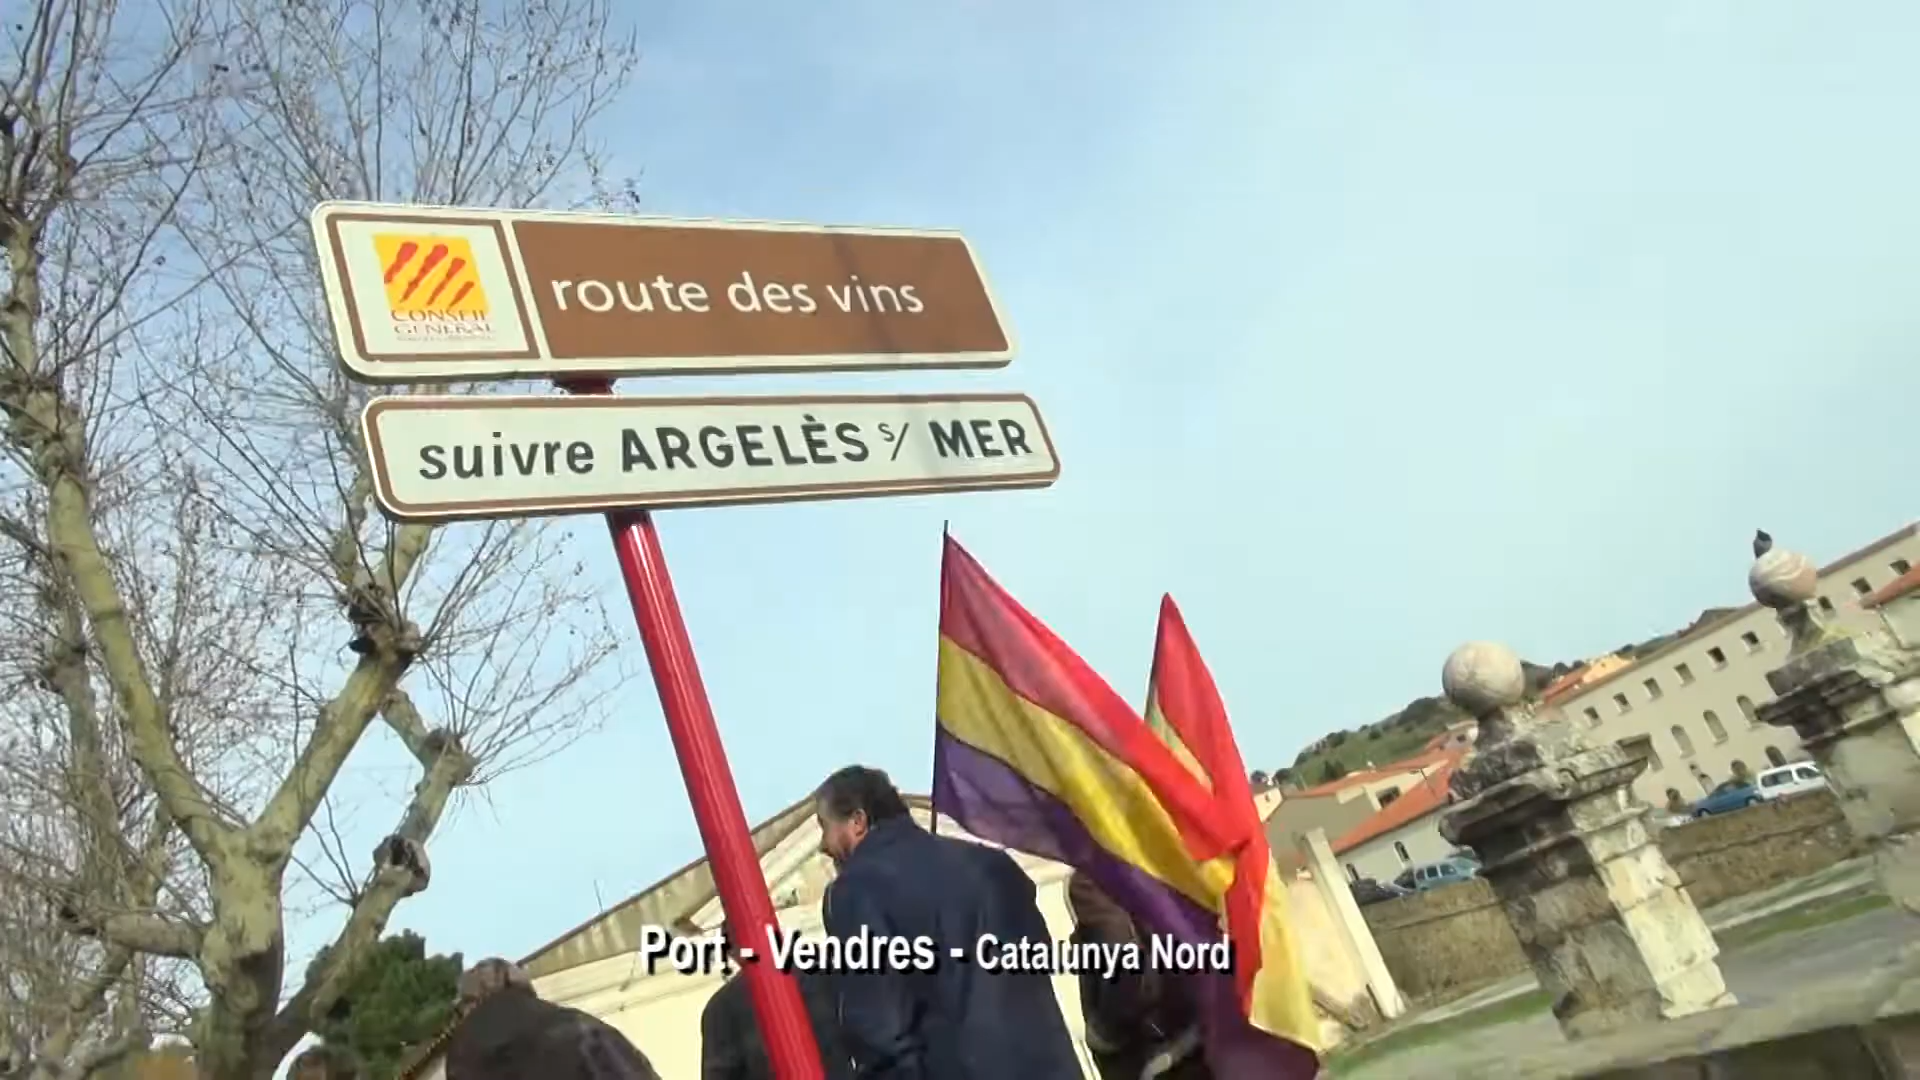 CONSEIL
GENERAL
route des vins
suivre ARGELÈS s/ MER
Port - Vendres - Catalunya Nord